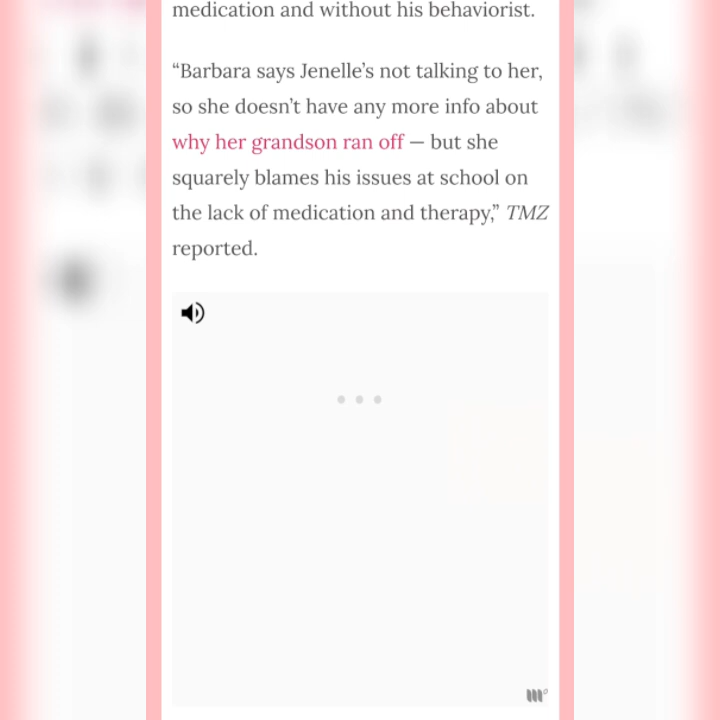 medication and without his behaviorist.
“Barbara says Jenelle’s not talking to her,
so she doesn’t have any more info about
why her grandson ran off — but she
squarely blames his issues at school on
the lack of medication and therapy,” TMZ
reported.